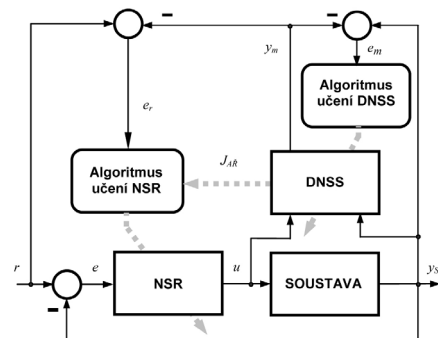 y_m
e_m
Algoritmus
učení DNSS
e_r
J_AŘ
Algoritmus
učení NSR
DNSS
r
e
NSR
u
SOUSTAVA
y_S